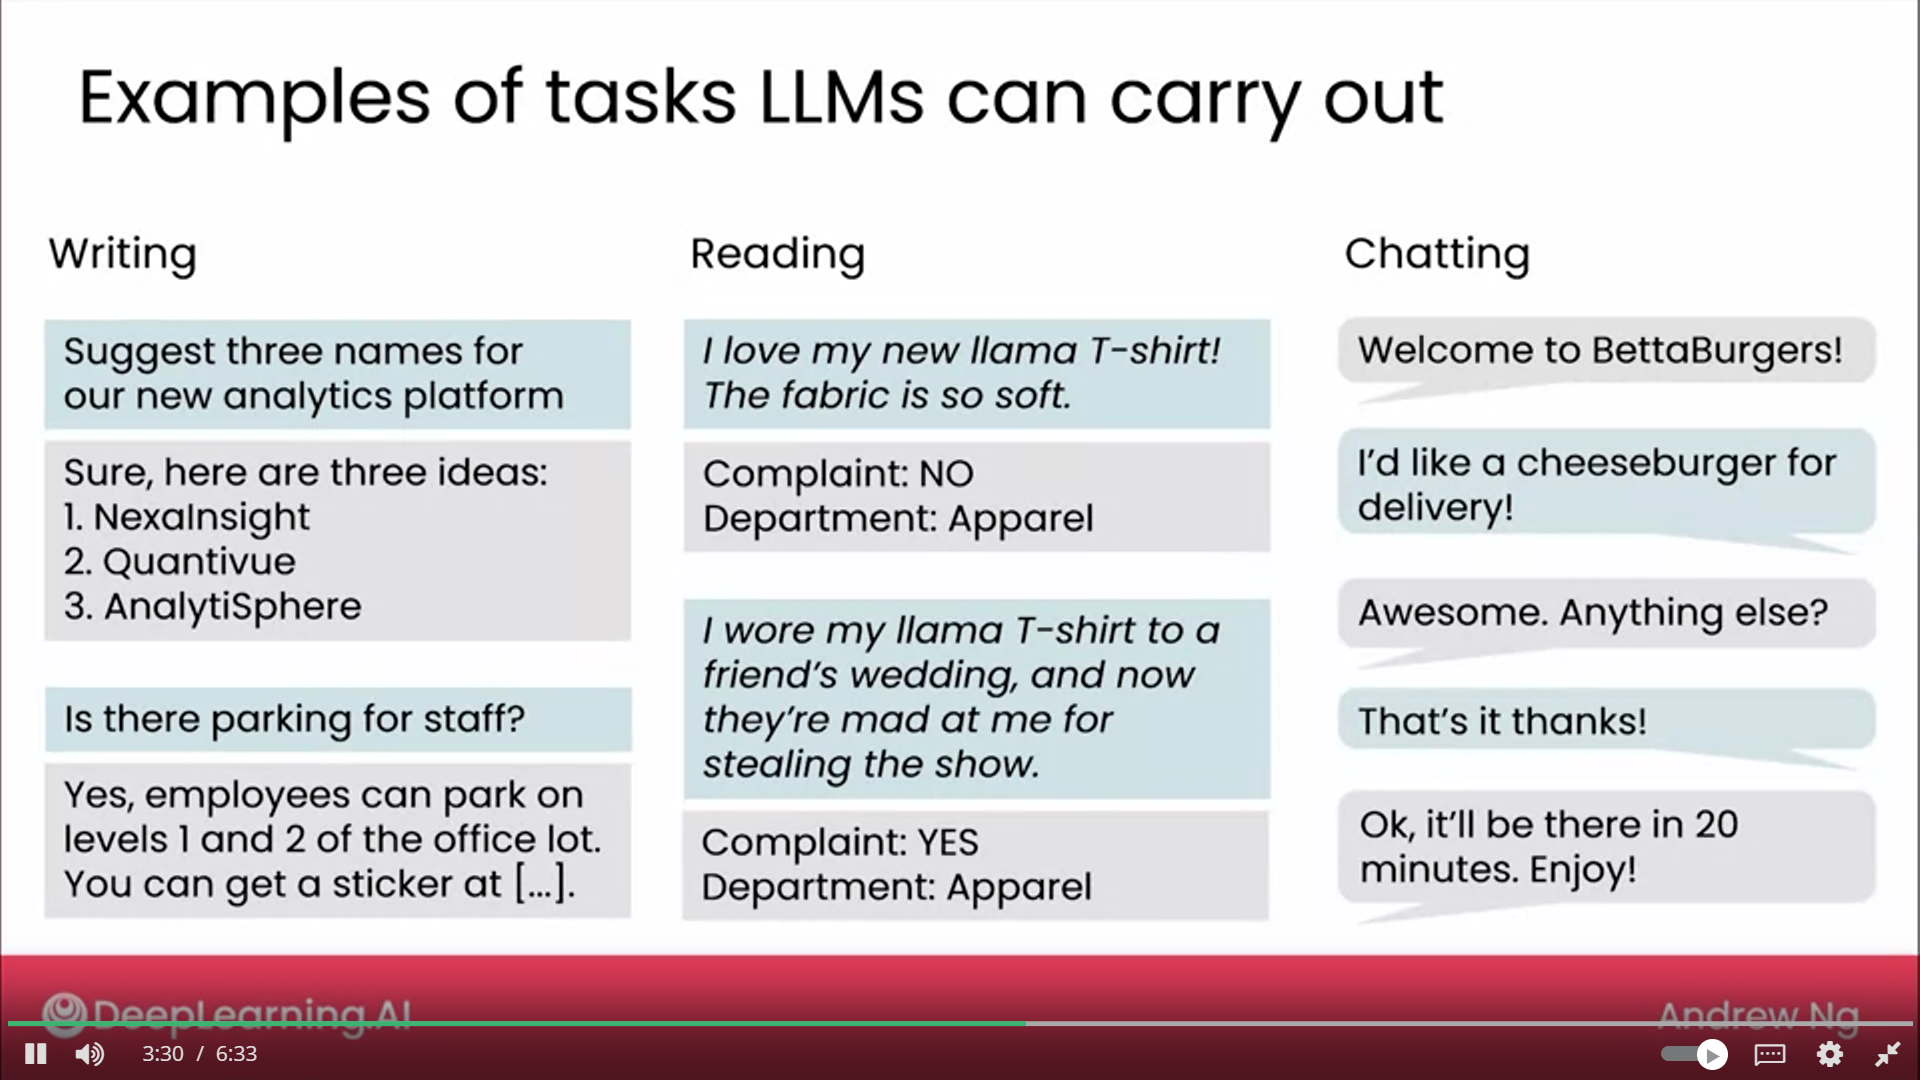 Examples of tasks LLMs can carry out
Writing
Suggest three names for
our new analytics platform
Sure, here are three ideas:
1. NexaInsight
2. Quantivue
3. AnalytiSphere
Is there parking for staff?
Yes, employees can park on
levels 1 and 2 of the office lot.
You can get a sticker at [...].
Reading
I love my new llama T-shirt!
The fabric is so soft.
Complaint: NO
Department: Apparel
I wore my llama T-shirt to a
friend's wedding, and now
they're mad at me for
stealing the show.
Complaint: YES
Department: Apparel
Chatting
Welcome to BettaBurgers!
I'd like a cheeseburger for
delivery!
Awesome. Anything else?
That's it thanks!
Ok, it'll be there in 20
minutes. Enjoy!
DeepLearning.AI
Andrew Ng
3:30 / 6:33